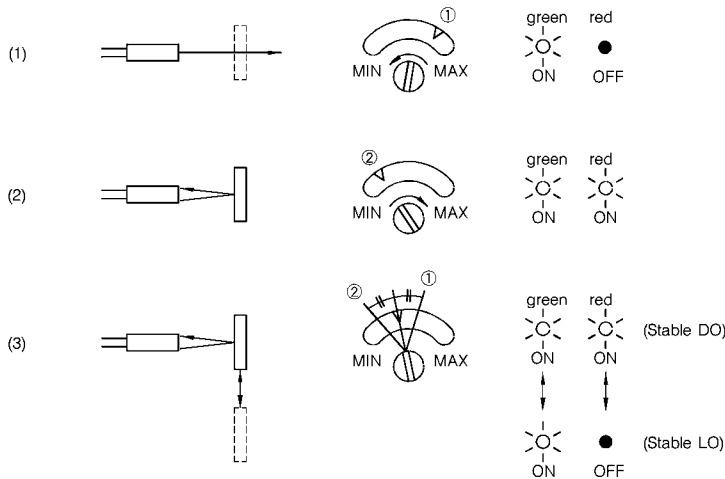 (1)
①
MIN MAX
green red
ON OFF
(2)
②
MIN MAX
green red
ON ON
(3)
② ①
MIN MAX
green red
(Stable DO)
ON ON
(Stable LO)
ON OFF